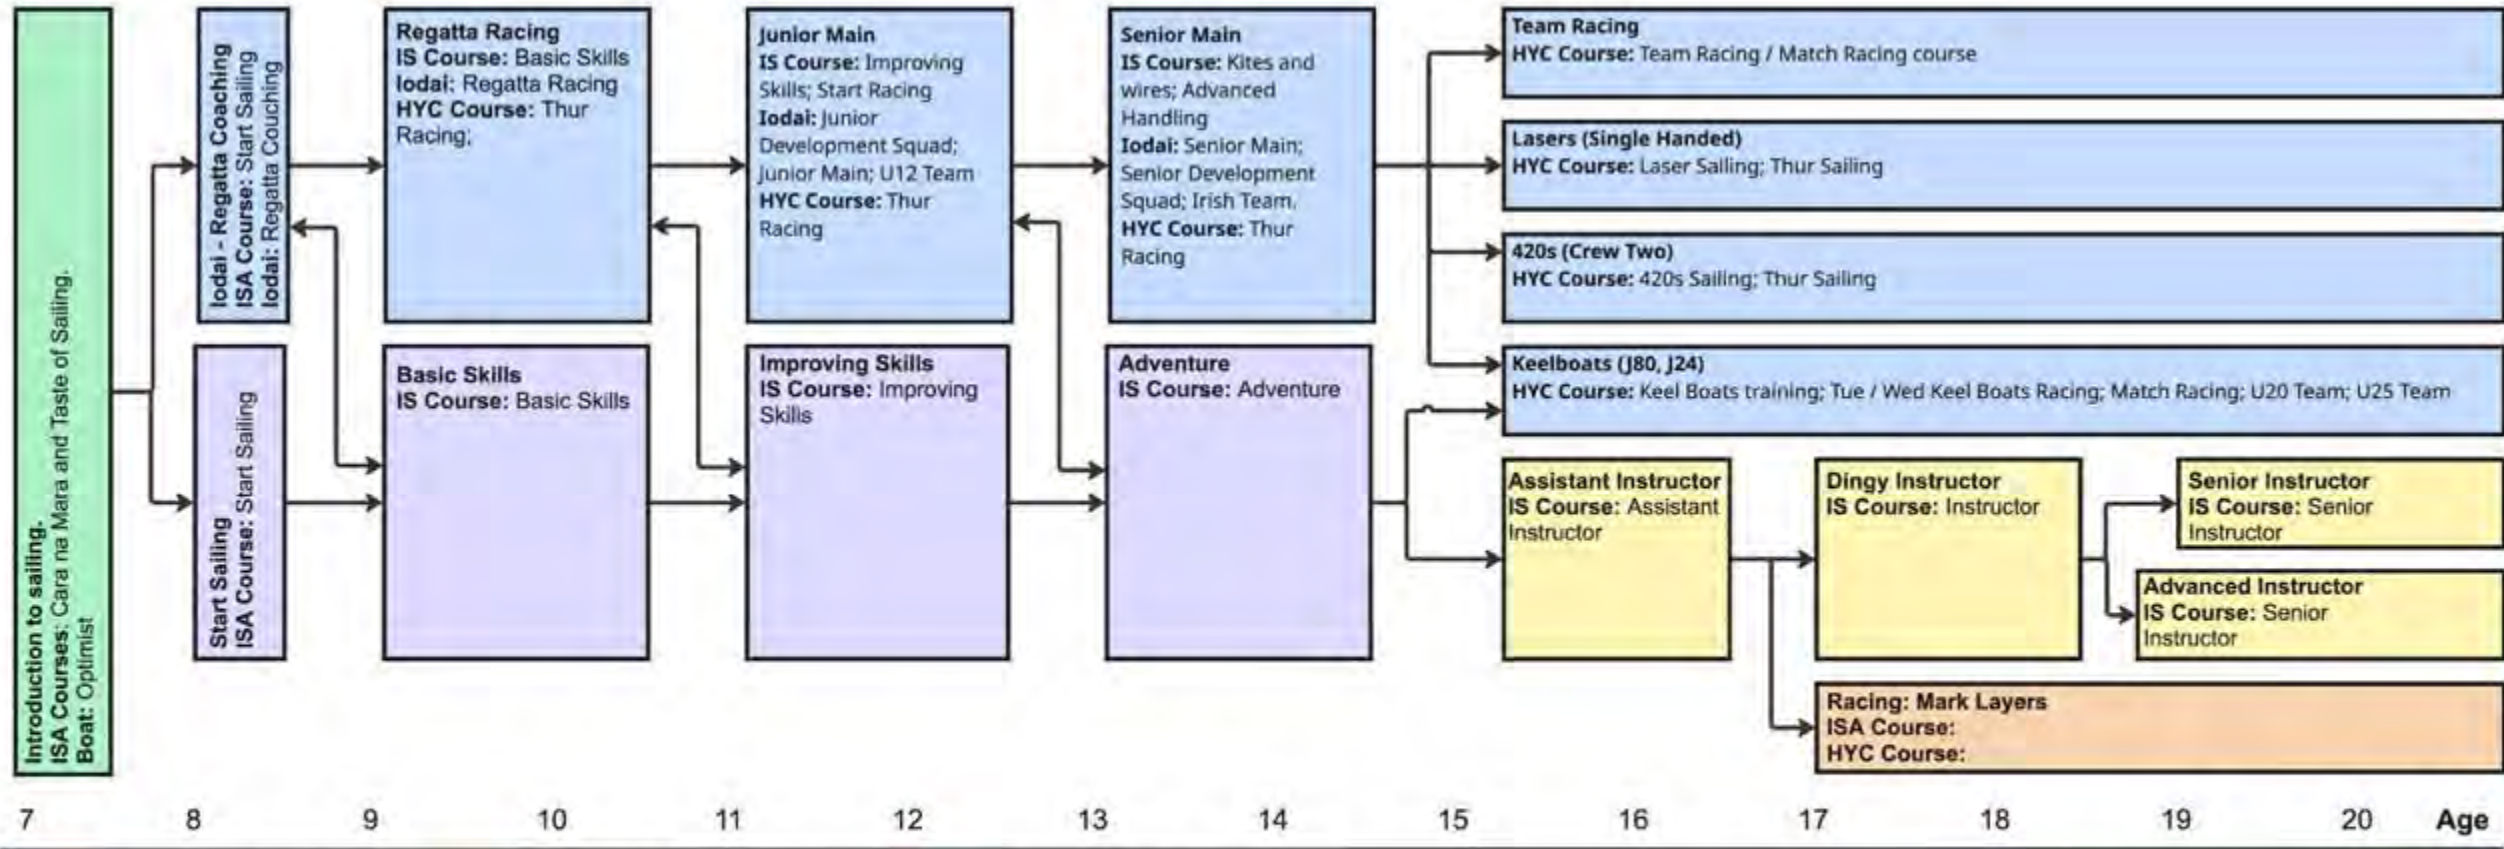 Introduction to sailing.
ISA Courses: Cara na Mara and Taste of Sailing.
Boat: Optimist
Iodai - Regatta Coaching
ISA Course: Start Sailing
Iodai: Regatta Couching
Start Sailing
ISA Course: Start Sailing
Regatta Racing
IS Course: Basic Skills
Iodai: Regatta Racing
HYC Course: Thur
Racing;
Basic Skills
IS Course: Basic Skills
Junior Main
IS Course: Improving
Skills; Start Racing
Iodai: Junior
Development Squad;
Junior Main; U12 Team
HYC Course: Thur
Racing
Improving Skills
IS Course: Improving
Skills
Senior Main
IS Course: Kites and
wires; Advanced
Handling
Iodai: Senior Main;
Senior Development
Squad; Irish Team.
HYC Course: Thur
Racing
Adventure
IS Course: Adventure
Team Racing
HYC Course: Team Racing / Match Racing course
Lasers (Single Handed)
HYC Course: Laser Sailing; Thur Sailing
420s (Crew Two)
HYC Course: 420s Sailing; Thur Sailing
Keelboats (J80, J24)
HYC Course: Keel Boats training; Tue / Wed Keel Boats Racing; Match Racing; U20 Team; U25 Team
Assistant Instructor
IS Course: Assistant
Instructor
Dingy Instructor
IS Course: Instructor
Senior Instructor
IS Course: Senior
Instructor
Advanced Instructor
IS Course: Senior
Instructor
Racing: Mark Layers
ISA Course:
HYC Course:
7 8 9 10 11 12 13 14 15 16 17 18 19 20 Age